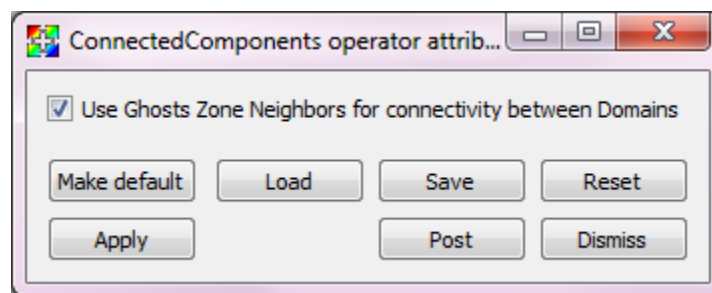 ConnectedComponents operator attrib...
Use Ghosts Zone Neighbors for connectivity between Domains
Make default Load Save Reset
Apply Post Dismiss